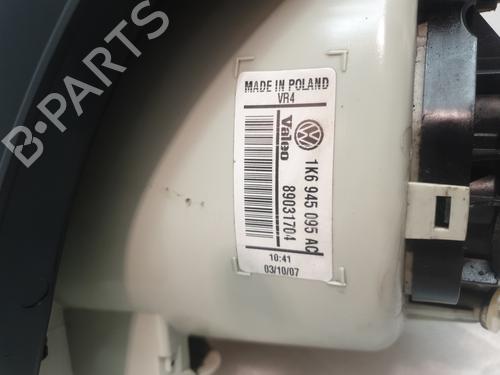 MADE IN POLAND
VR4
Valeo
1K6 945 095 AC
89031704
10:41
03/10/07
B-PARTS